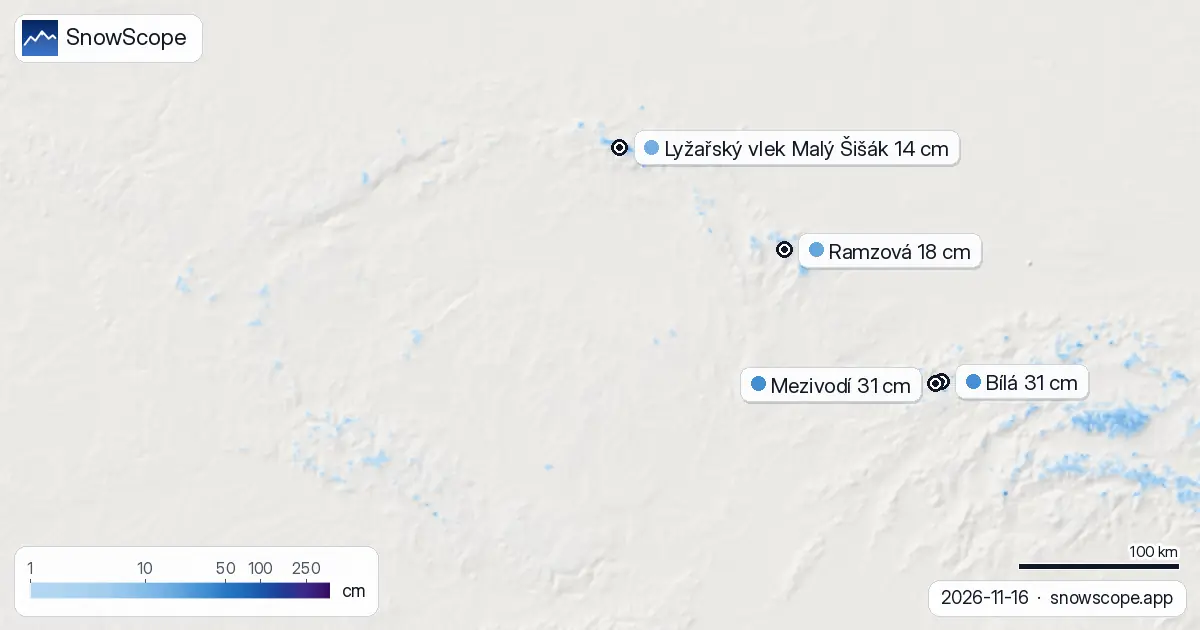 SnowScope
Lyžařský vlek Malý Šišák 14 cm
Ramzová 18 cm
Mezivodí 31 cm
Bílá 31 cm
1 10 50 100 250
cm
100 km
2026-11-16 · snowscope.app